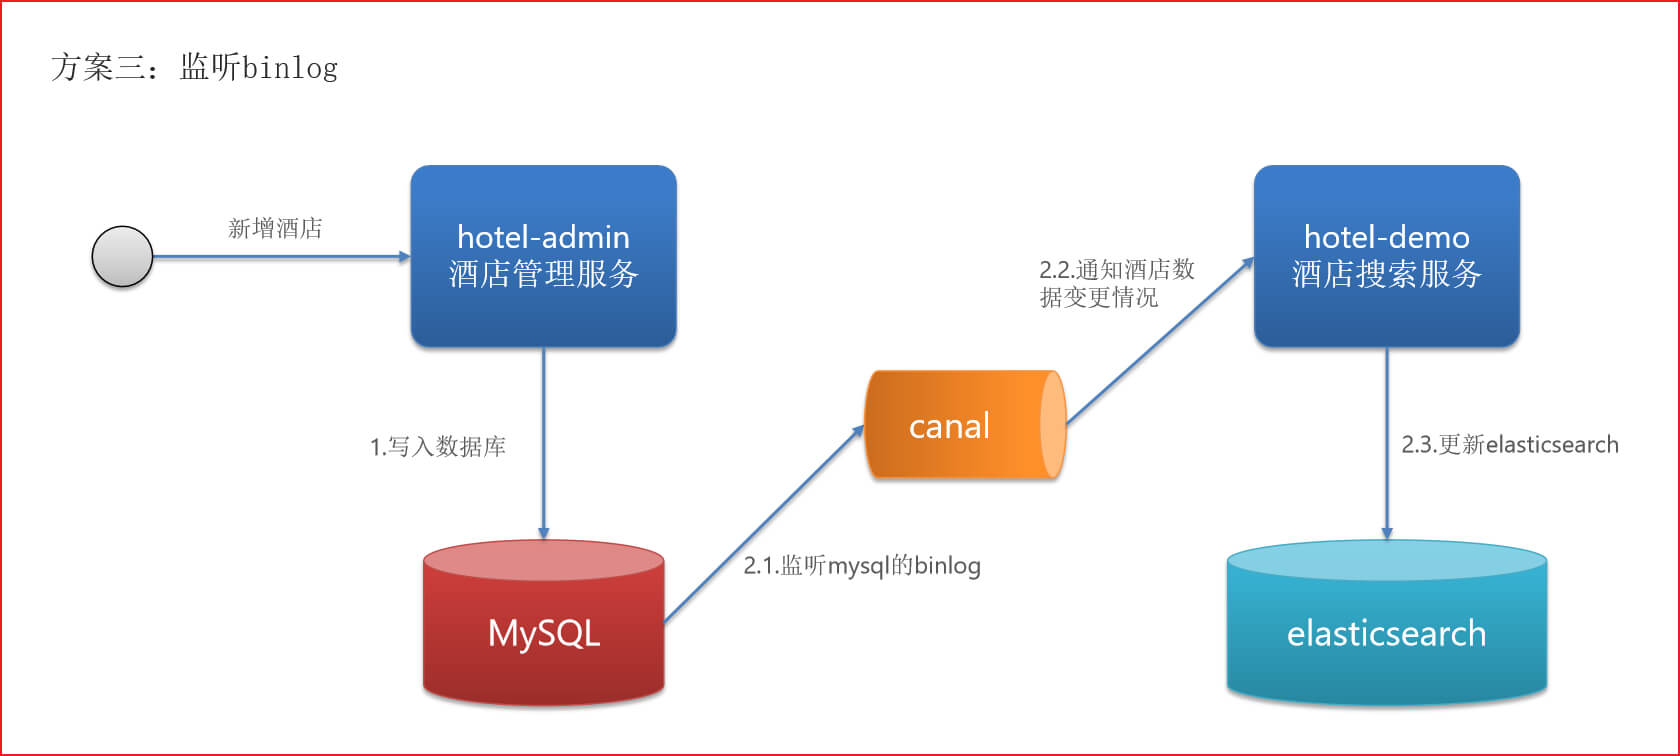 方案三：监听binlog
新增酒店
hotel-admin
酒店管理服务
hotel-demo
酒店搜索服务
2.2.通知酒店数
据变更情况
canal
1.写入数据库
2.3.更新elasticsearch
2.1.监听mysql的binlog
MySQL
elasticsearch